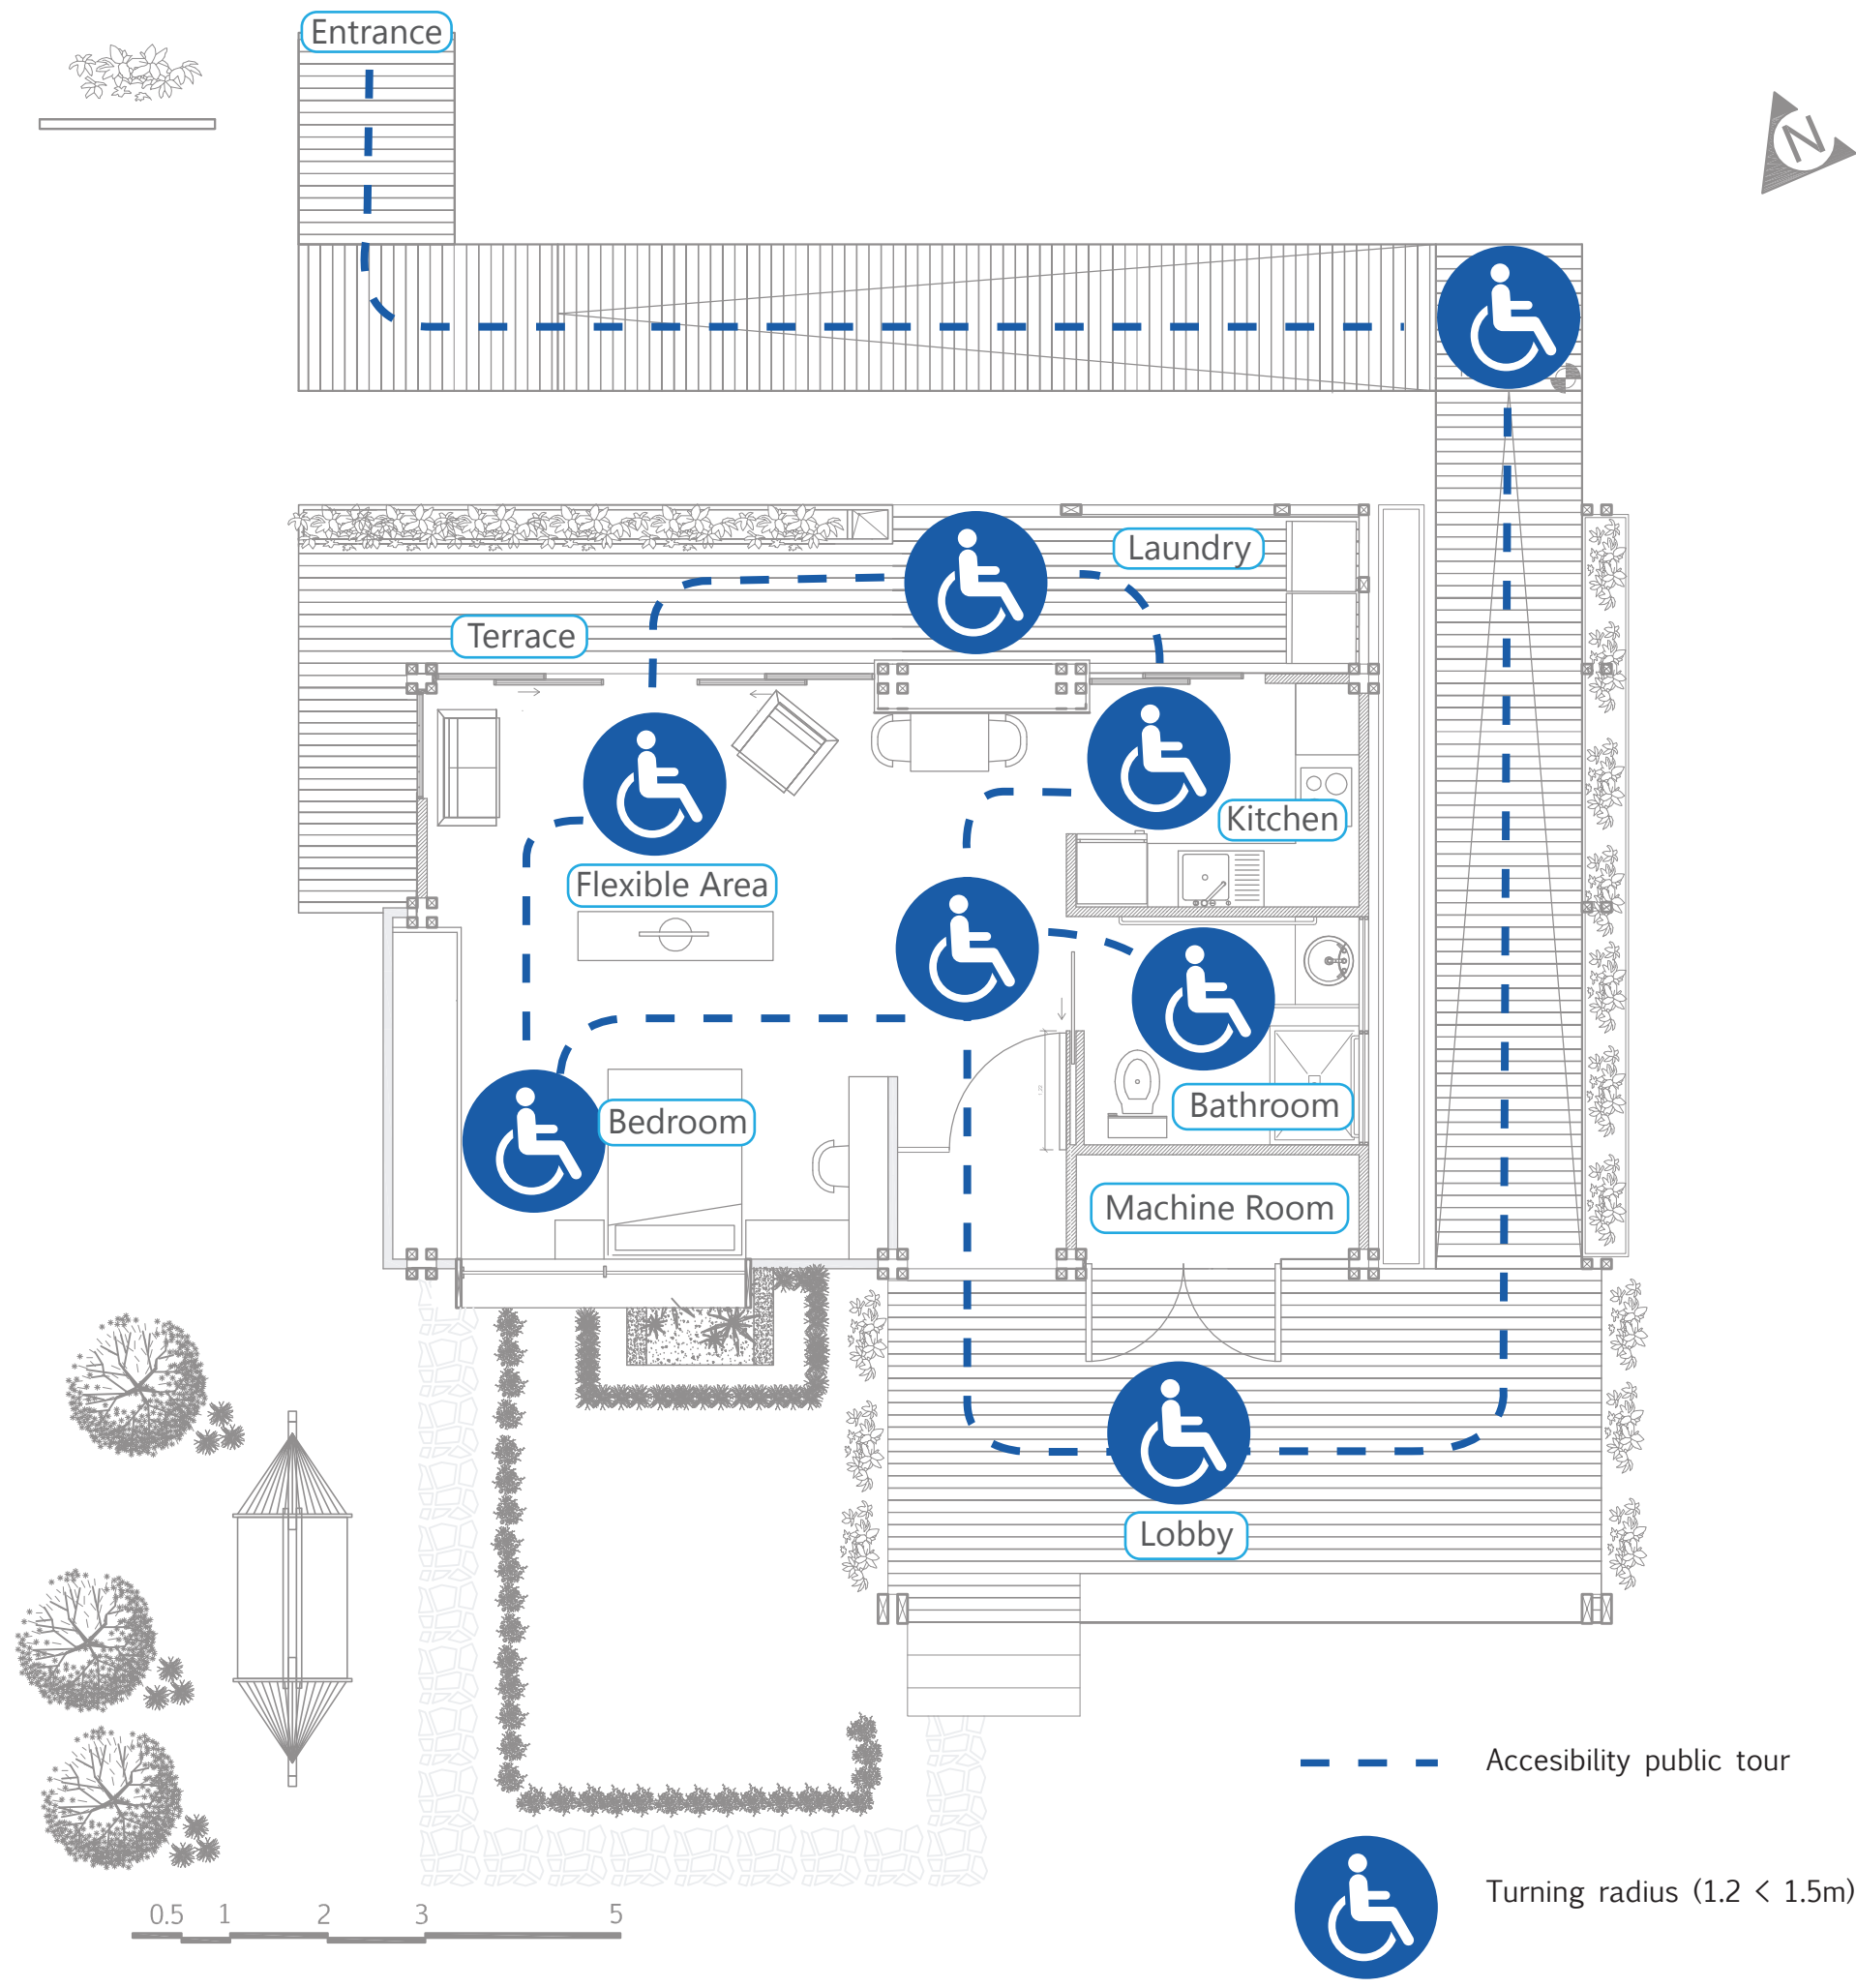 Entrance
N
Laundry
Terrace
Kitchen
Flexible Area
Bathroom
Bedroom
Machine Room
Lobby
Accesibility public tour
Turning radius (1.2 < 1.5m)
0.5 1 2 3 5